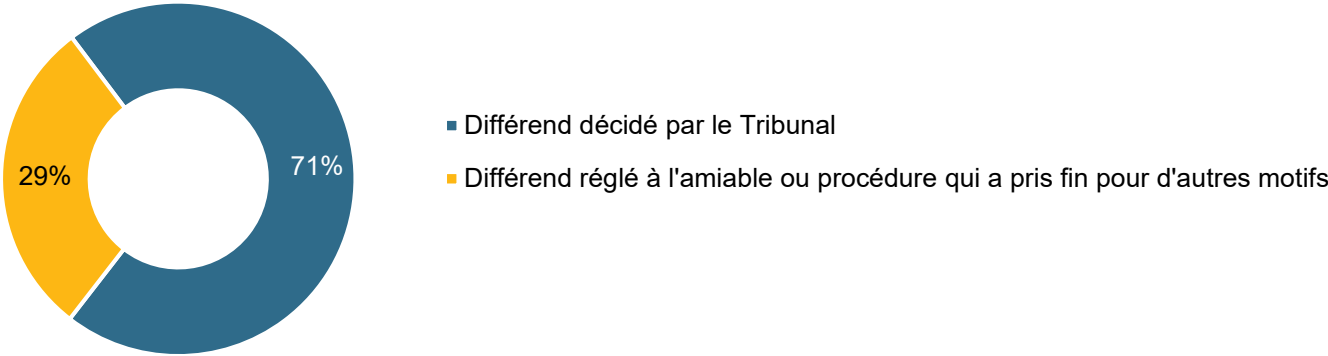 29%
71%
Différend décidé par le Tribunal
Différend réglé à l'amiable ou procédure qui a pris fin pour d'autres motifs